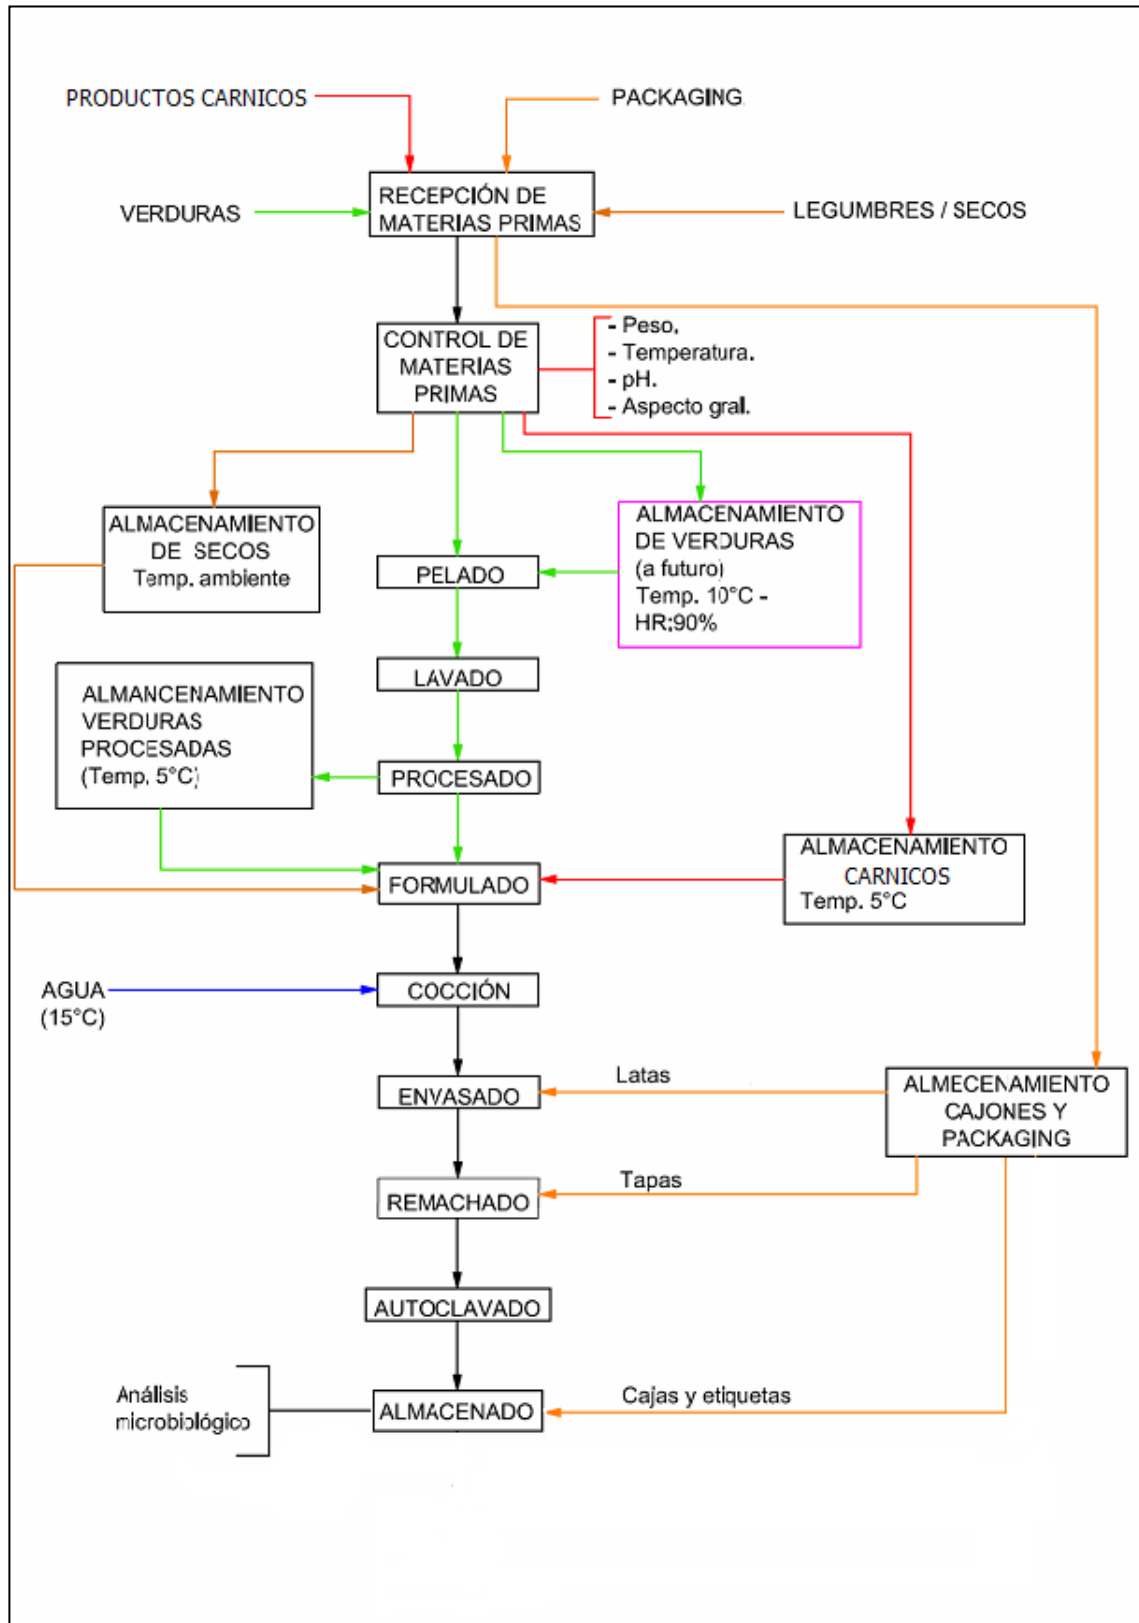 PRODUCTOS CARNICOS
PACKAGING
VERDURAS
RECEPCIÓN DE
MATERIAS PRIMAS
LEGUMBRES / SECOS
CONTROL DE
MATERIAS
PRIMAS
- Peso.
- Temperatura.
- pH.
- Aspecto gral.
ALMACENAMIENTO
DE SECOS
Temp. ambiente
PELADO
ALMACENAMIENTO
DE VERDURAS
(a futuro)
Temp. 10°C -
HR:90%
LAVADO
ALMANCENAMIENTO
VERDURAS
PROCESADAS
(Temp. 5°C)
PROCESADO
FORMULADO
ALMACENAMIENTO
CARNICOS
Temp. 5°C
AGUA
(15°C)
COCCIÓN
Latas
ENVASADO
ALMECENAMIENTO
CAJONES Y
PACKAGING
Tapas
REMACHADO
AUTOCLAVADO
Análisis
microbiológico
ALMACENADO
Cajas y etiquetas